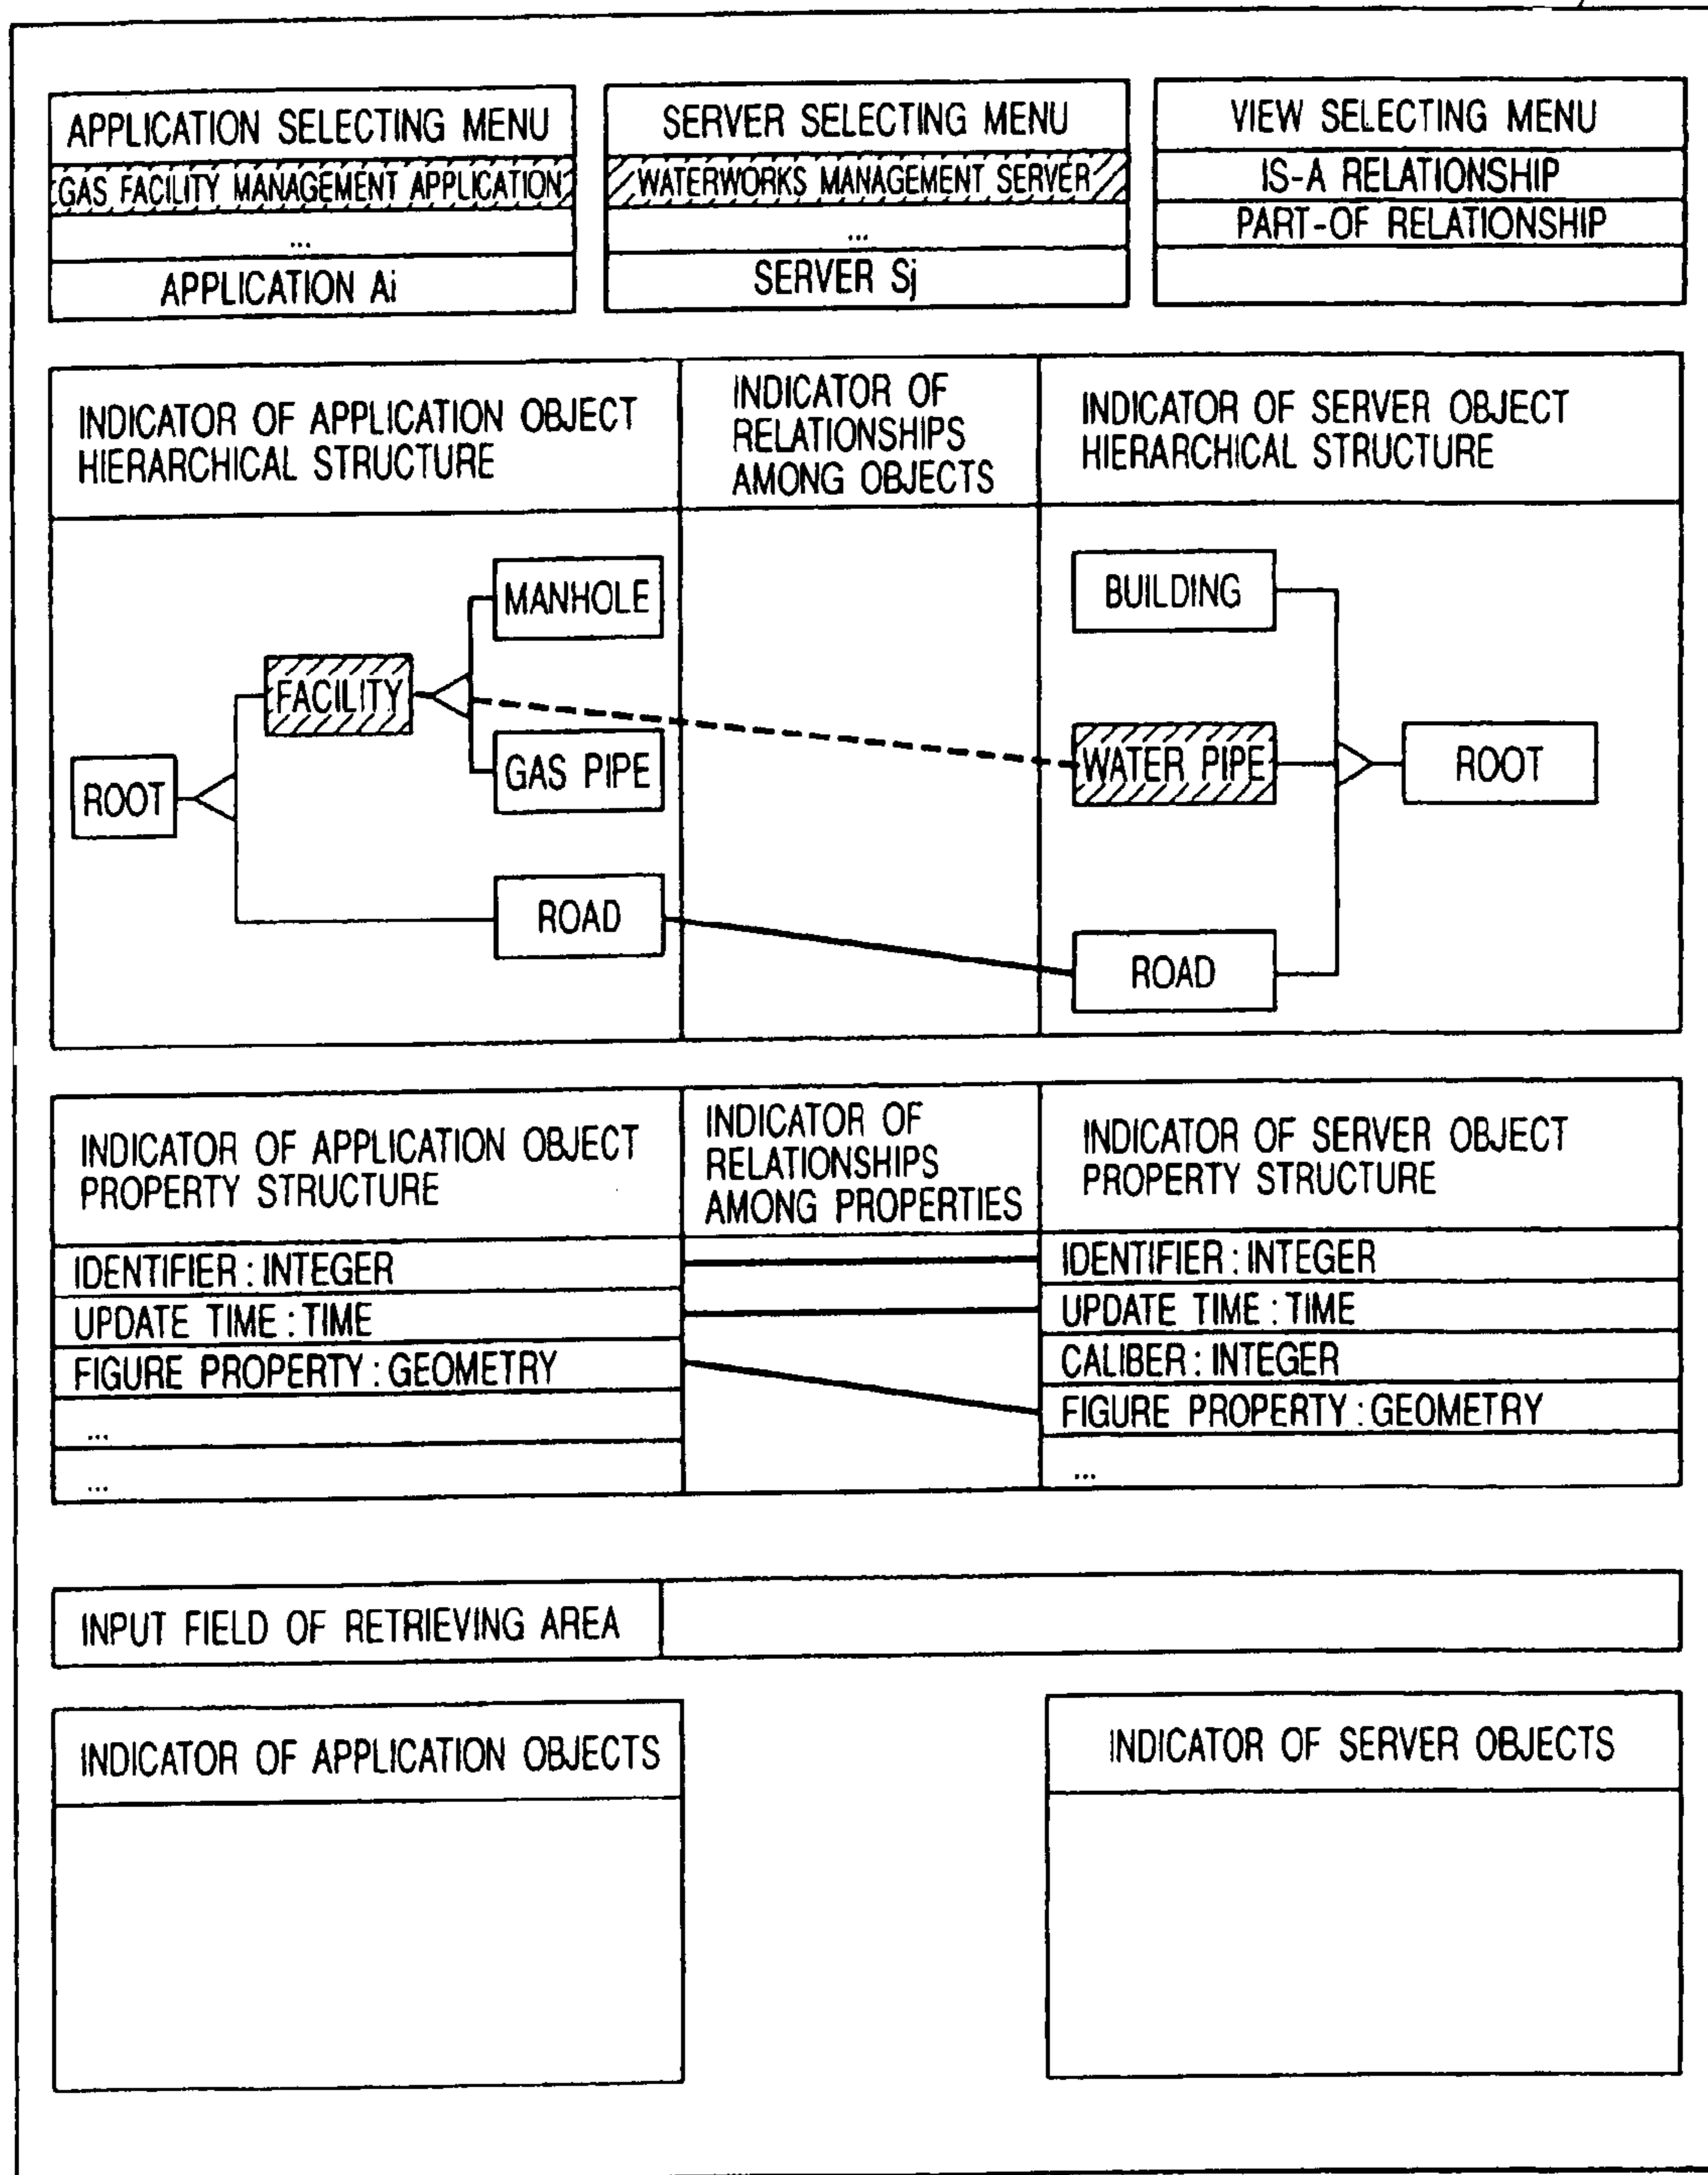 APPLICATION SELECTING MENU
GAS FACILITY MANAGEMENT APPLICATION
...
APPLICATION Ai
SERVER SELECTING MENU
WATERWORKS MANAGEMENT SERVER
...
SERVER Sj
VIEW SELECTING MENU
IS-A RELATIONSHIP
PART-OF RELATIONSHIP
INDICATOR OF APPLICATION OBJECT
HIERARCHICAL STRUCTURE
INDICATOR OF
RELATIONSHIPS
AMONG OBJECTS
INDICATOR OF SERVER OBJECT
HIERARCHICAL STRUCTURE
MANHOLE
FACILITY
GAS PIPE
ROOT
ROAD
BUILDING
WATER PIPE
ROOT
ROAD
INDICATOR OF APPLICATION OBJECT
PROPERTY STRUCTURE
INDICATOR OF
RELATIONSHIPS
AMONG PROPERTIES
INDICATOR OF SERVER OBJECT
PROPERTY STRUCTURE
IDENTIFIER : INTEGER
UPDATE TIME : TIME
FIGURE PROPERTY : GEOMETRY
...
...
IDENTIFIER : INTEGER
UPDATE TIME : TIME
CALIBER : INTEGER
FIGURE PROPERTY : GEOMETRY
...
INPUT FIELD OF RETRIEVING AREA
INDICATOR OF APPLICATION OBJECTS
INDICATOR OF SERVER OBJECTS